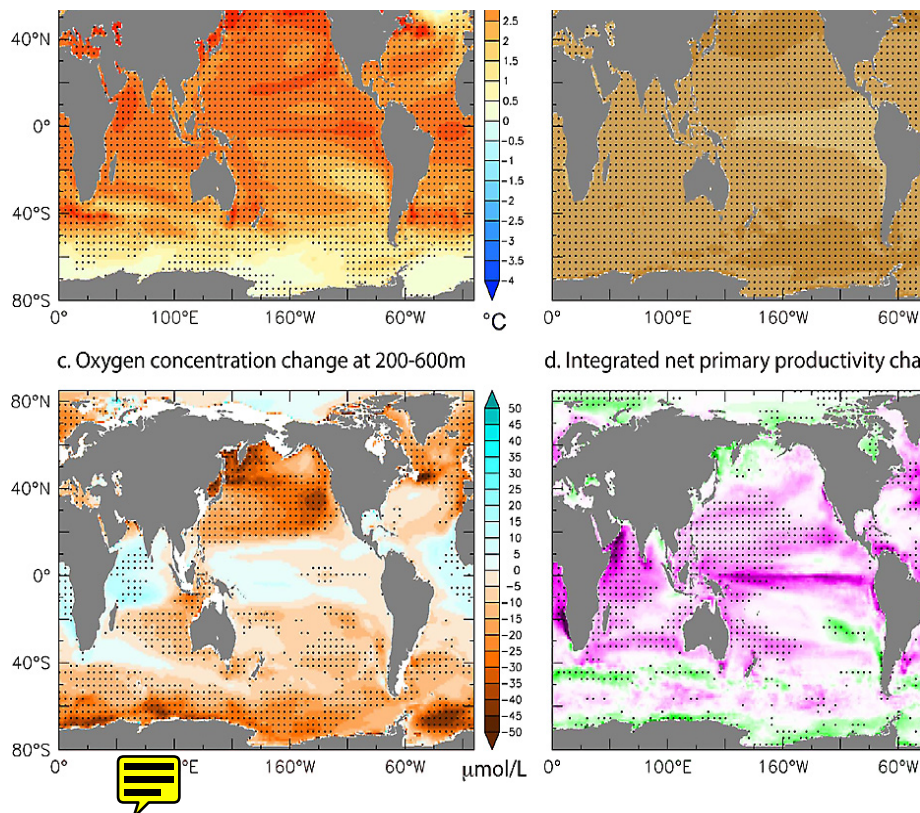 40°N
0°
40°S
80°S
0° 100°E 160°W 60°W
2.5
2
1.5
1
0.5
0
-0.5
-1
-1.5
-2
-2.5
-3
-3.5
-4
°C
0° 100°E 160°W 60°W
c. Oxygen concentration change at 200-600m
80°N
40°N
0°
40°S
80°S
0° °E 160°W 60°W
50
45
40
35
30
25
20
15
10
5
0
-5
-10
-15
-20
-25
-30
-35
-40
-45
-50
µmol/L
d. Integrated net primary productivity cha
0° 100°E 160°W 60°W